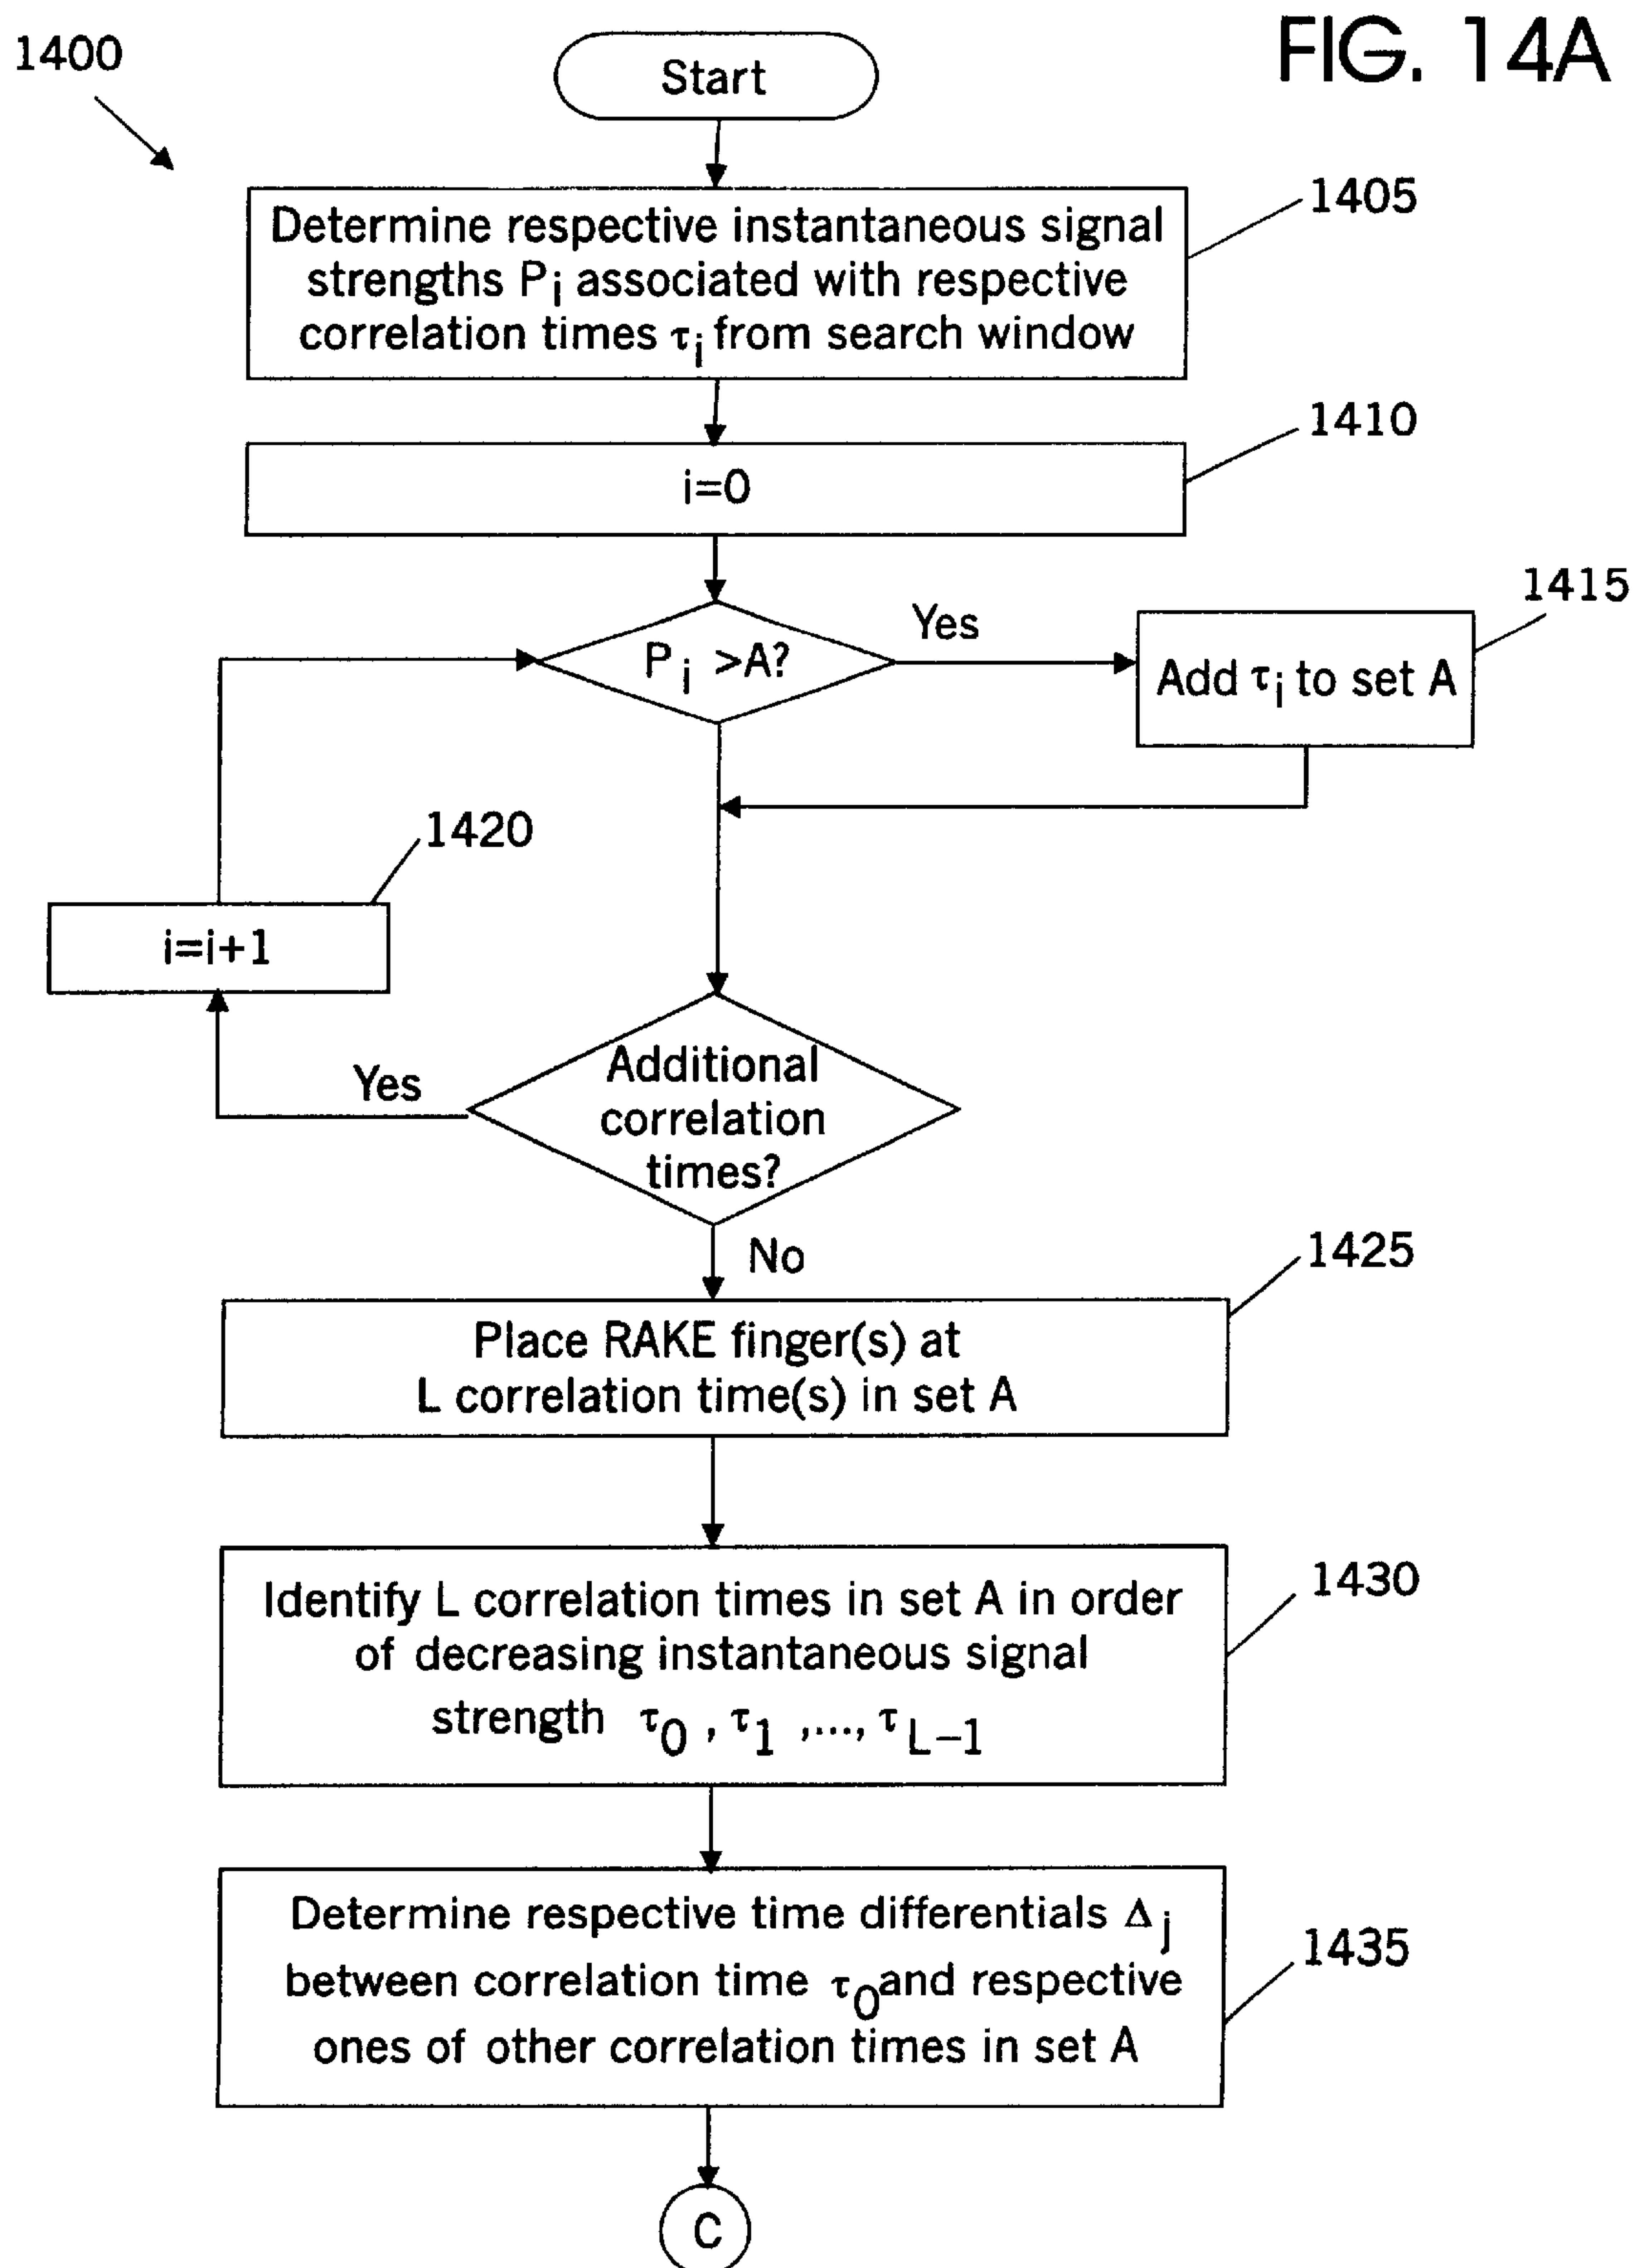 FIG. 14A
1400
Start
1405
Determine respective instantaneous signal
strengths Pi associated with respective
correlation times τi from search window
1410
i=0
1415
Pi >A?
Yes
Add τi to set A
1420
i=i+1
Yes
Additional
correlation
times?
No
1425
Place RAKE finger(s) at
L correlation time(s) in set A
1430
Identify L correlation times in set A in order
of decreasing instantaneous signal
strength τ0 , τ1 ,..., τL−1
1435
Determine respective time differentials Δj
between correlation time τ0 and respective
ones of other correlation times in set A
C